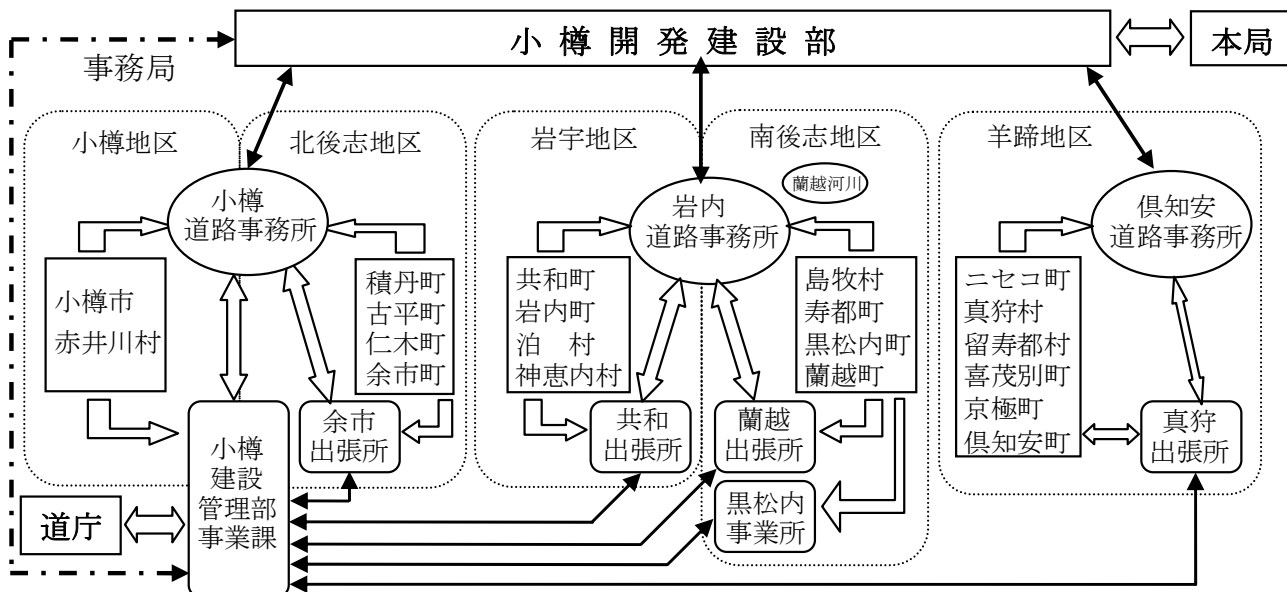 小樽開発建設部
本局
事務局
小樽地区
北後志地区
岩宇地区
南後志地区
羊蹄地区
蘭越河川
小樽
道路事務所
岩内
道路事務所
倶知安
道路事務所
小樽市
赤井川村
積丹町
古平町
仁木町
余市町
共和町
岩内町
泊　村
神恵内村
島牧村
寿都町
黒松内町
蘭越町
ニセコ町
真狩村
留寿都村
喜茂別町
京極町
倶知安町
小樽
建設
管理部
事業課
余市
出張所
共和
出張所
蘭越
出張所
真狩
出張所
黒松内
事業所
道庁